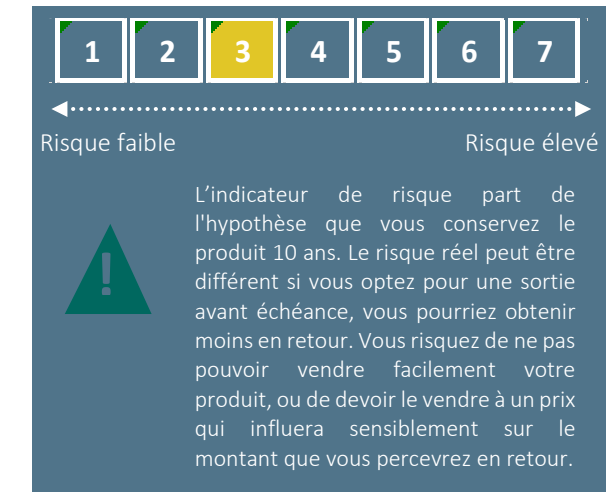 1 2 3 4 5 6 7
Risque faible Risque élevé
L’indicateur de risque part de
l'hypothèse que vous conservez le
produit 10 ans. Le risque réel peut être
différent si vous optez pour une sortie
avant échéance, vous pourriez obtenir
moins en retour. Vous risquez de ne pas
pouvoir vendre facilement votre
produit, ou de devoir le vendre à un prix
qui influera sensiblement sur le
montant que vous percevrez en retour.
!